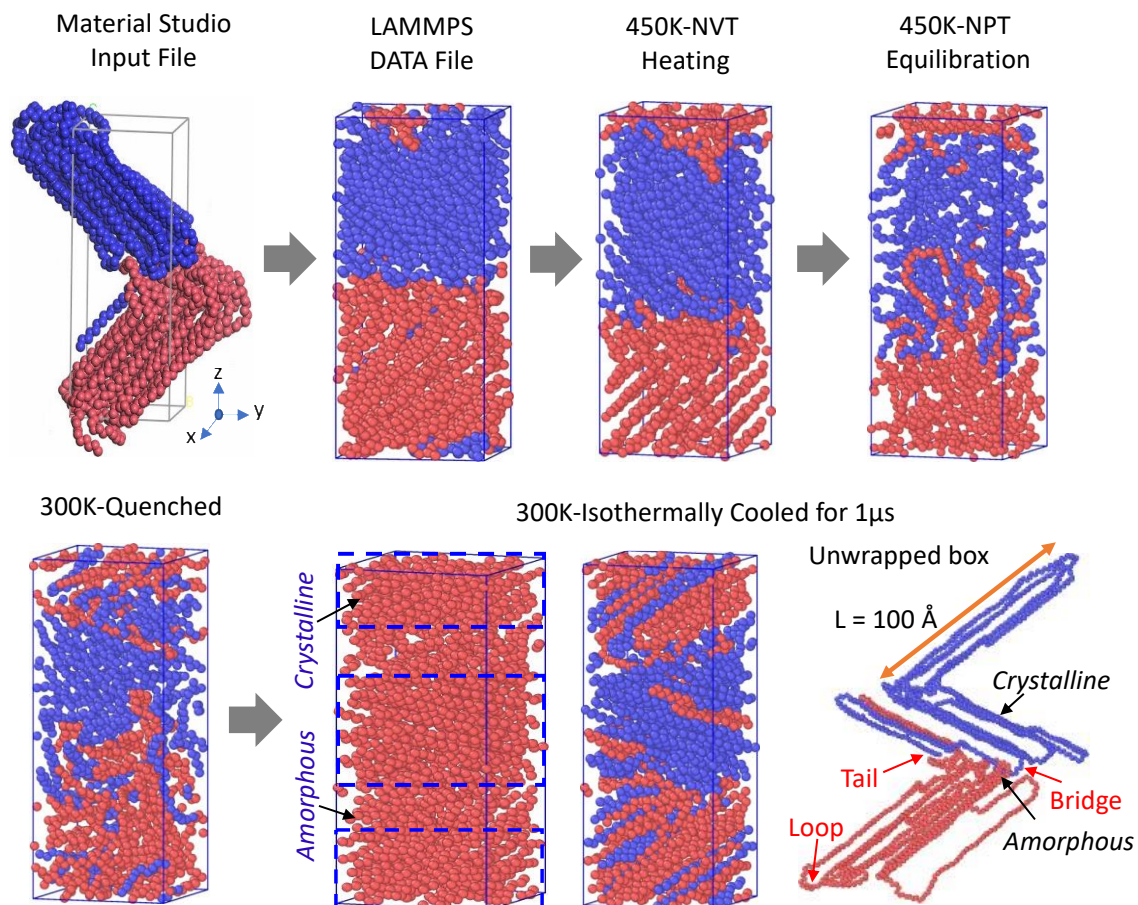 Material Studio
Input File
LAMMPS
DATA File
450K-NVT
Heating
450K-NPT
Equilibration
z
y
x
300K-Quenched
300K-Isothermally Cooled for 1µs
Unwrapped box
L = 100 Å
Crystalline
Amorphous
Crystalline
Tail
Bridge
Loop
Amorphous